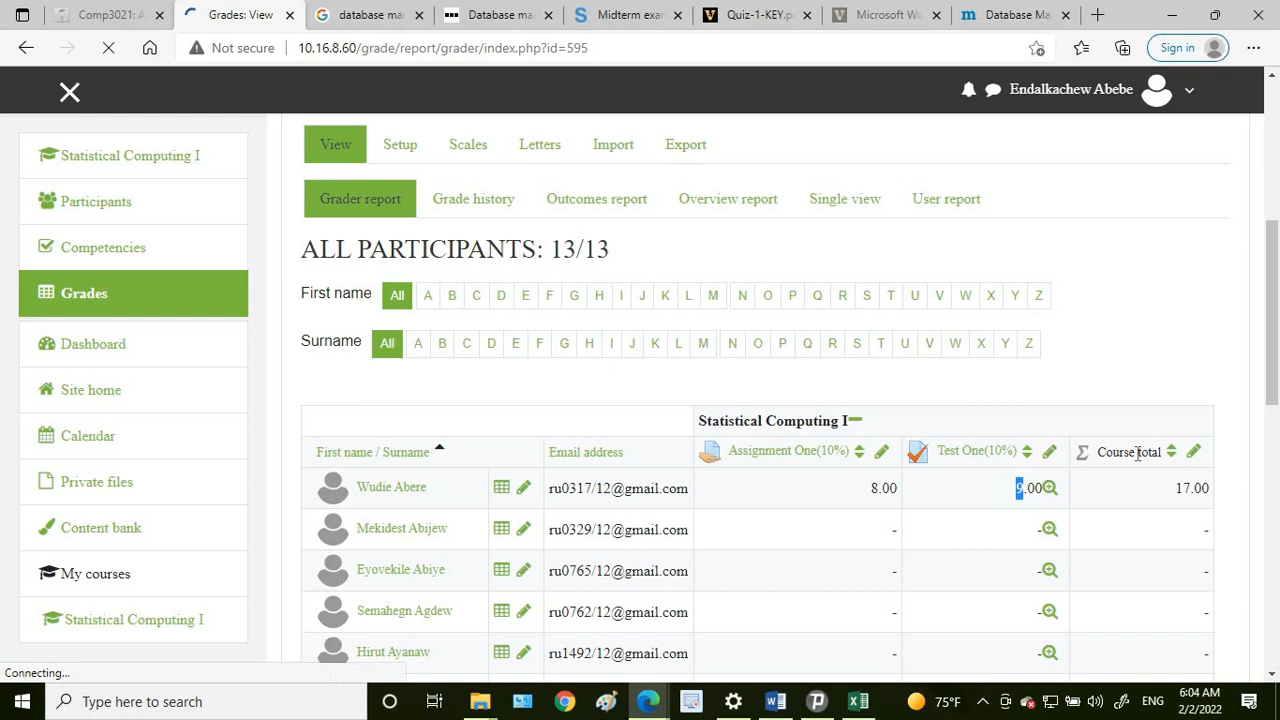 Comp3021: A
Grades: View
database ma
Database ma
Midterm exa
Quiz-1-KEY.p
Microsoft Wo
Database Ma
Not secure 10.16.8.60/grade/report/grader/index.php?id=595 Sign in
Endalkachew Abebe
Statistical Computing I
Participants
Competencies
Grades
Dashboard
Site home
Calendar
Private files
Content bank
My courses
Statistical Computing I
View Setup Scales Letters Import Export
Grader report Grade history Outcomes report Overview report Single view User report
ALL PARTICIPANTS: 13/13
First name All A B C D E F G H I J K L M N O P Q R S T U V W X Y Z
Surname All A B C D E F G H I J K L M N O P Q R S T U V W X Y Z
Statistical Computing I
First name / Surname Email address Assignment One(10%) Test One(10%) Σ Course total
Wudie Abere ru0317/12@gmail.com 8.00 9.00 17.00
Mekidest Abijew ru0329/12@gmail.com - - -
Eyovekile Abiye ru0765/12@gmail.com - - -
Semahegn Agdew ru0762/12@gmail.com - - -
Hirut Ayanaw ru1492/12@gmail.com - - -
Connecting...
Type here to search
75°F ENG
6:04 AM
2/2/2022